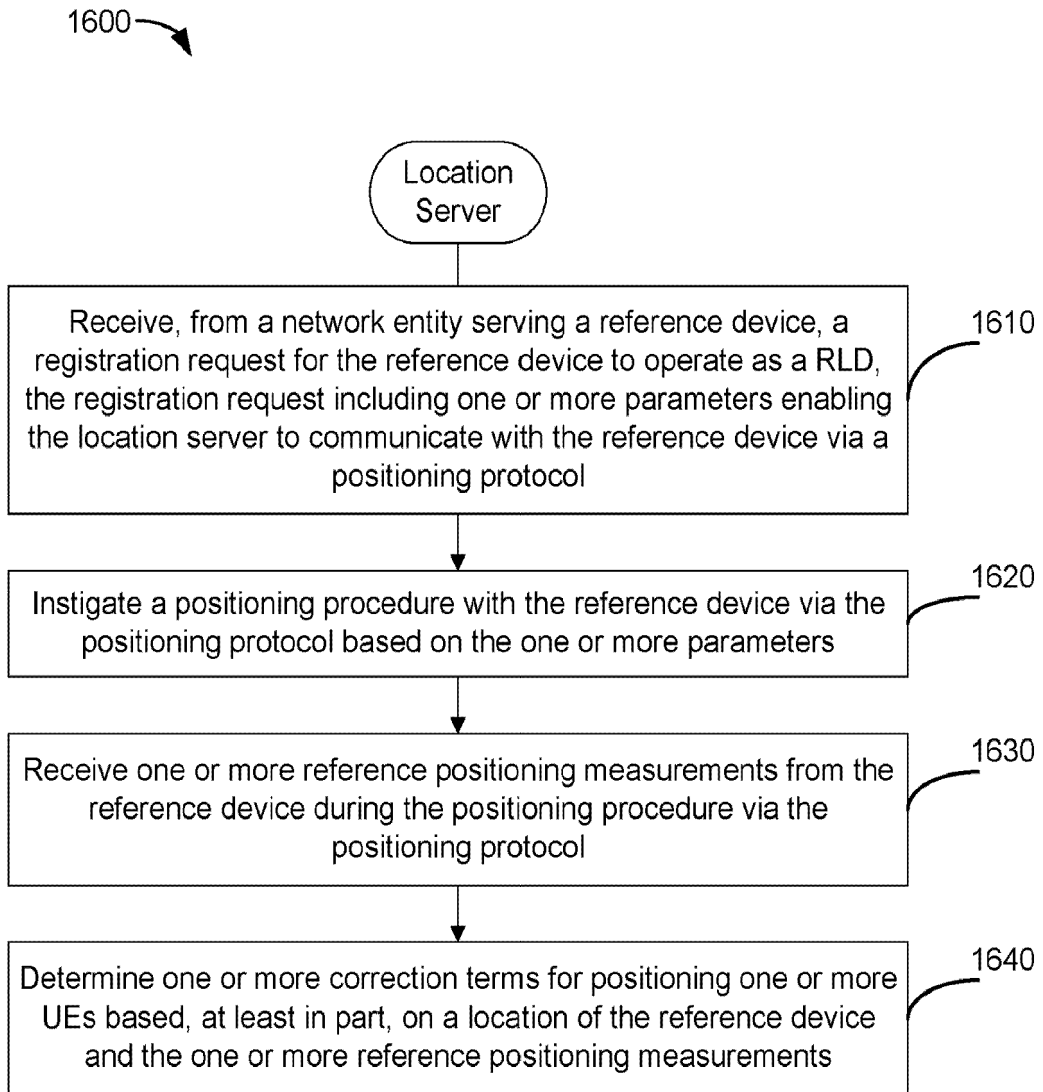 1600
Location
Server
Receive, from a network entity serving a reference device, a
registration request for the reference device to operate as a RLD,
the registration request including one or more parameters enabling
the location server to communicate with the reference device via a
positioning protocol
1610
Instigate a positioning procedure with the reference device via the
positioning protocol based on the one or more parameters
1620
Receive one or more reference positioning measurements from the
reference device during the positioning procedure via the
positioning protocol
1630
Determine one or more correction terms for positioning one or more
UEs based, at least in part, on a location of the reference device
and the one or more reference positioning measurements
1640